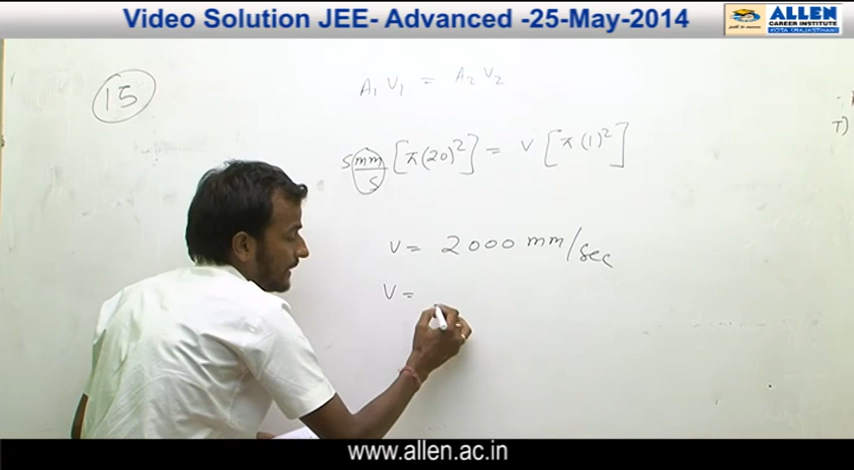 Video Solution JEE- Advanced -25-May-2014
ALLEN
CAREER INSTITUTE
KOTA (RAJASTHAN)
15
A₁ V₁ = A₂ V₂
5 mm/s [π(20)²] = v [π(1)²]
v = 2000 mm/sec
v =
T)
www.allen.ac.in